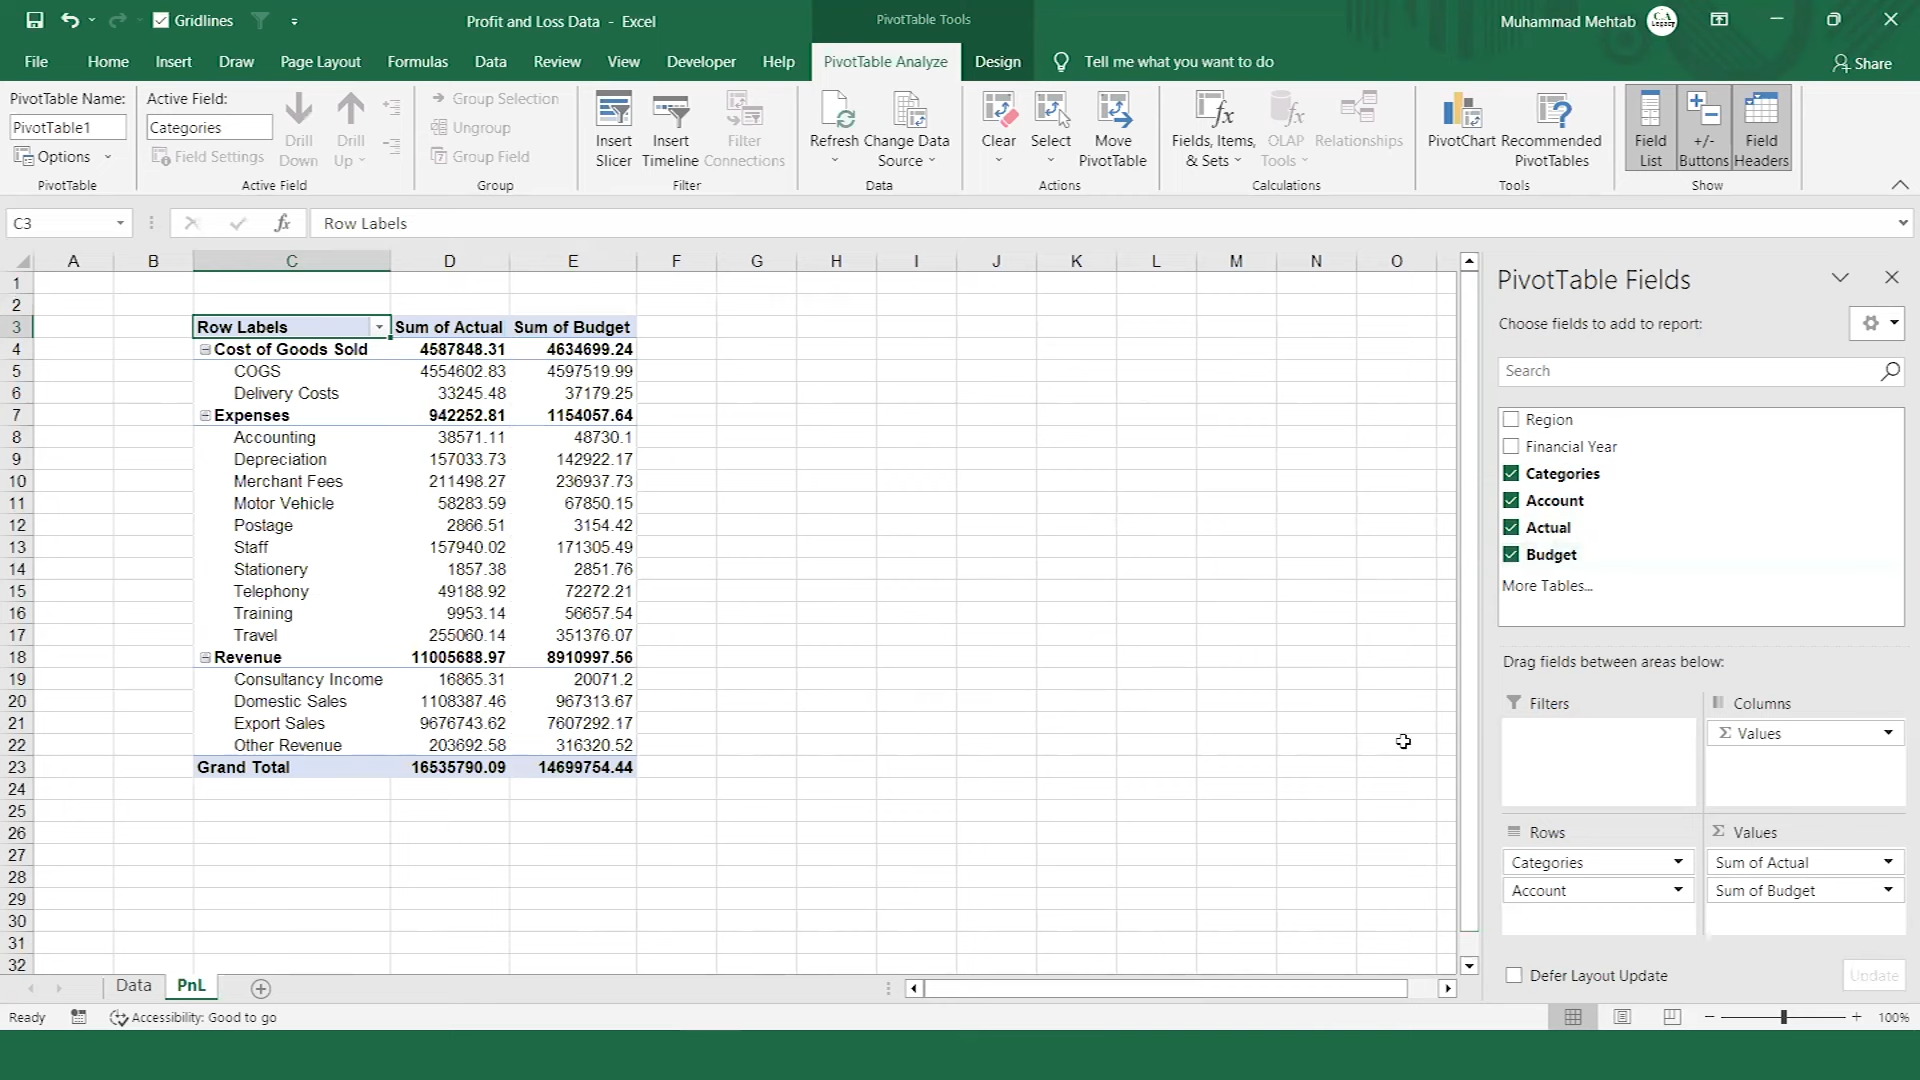 Gridlines
Profit and Loss Data - Excel
PivotTable Tools
Muhammad Mehtab
File Home Insert Draw Page Layout Formulas Data Review View Developer Help PivotTable Analyze Design Tell me what you want to do Share
PivotTable Name:
PivotTable1
Options
PivotTable
Active Field:
Categories
Field Settings
Drill Down
Drill Up
Active Field
Group Selection
Ungroup
Group Field
Group
Insert Slicer
Insert Timeline
Filter Connections
Filter
Refresh
Change Data Source
Data
Clear
Select
Move PivotTable
Actions
Fields, Items, & Sets
OLAP Tools
Relationships
Calculations
PivotChart
Recommended PivotTables
Tools
Field List
+/- Buttons
Field Headers
Show
C3 fx Row Labels
A B C D E F G H I J K L M N O
1
2
3 Row Labels Sum of Actual Sum of Budget
4 Cost of Goods Sold 4587848.31 4634699.24
5 COGS 4554602.83 4597519.99
6 Delivery Costs 33245.48 37179.25
7 Expenses 942252.81 1154057.64
8 Accounting 38571.11 48730.1
9 Depreciation 157033.73 142922.17
10 Merchant Fees 211498.27 236937.73
11 Motor Vehicle 58283.59 67850.15
12 Postage 2866.51 3154.42
13 Staff 157940.02 171305.49
14 Stationery 1857.38 2851.76
15 Telephony 49188.92 72272.21
16 Training 9953.14 56657.54
17 Travel 255060.14 351376.07
18 Revenue 11005688.97 8910997.56
19 Consultancy Income 16865.31 20071.2
20 Domestic Sales 1108387.46 967313.67
21 Export Sales 9676743.62 7607292.17
22 Other Revenue 203692.58 316320.52
23 Grand Total 16535790.09 14699754.44
24
25
26
27
28
29
30
31
32
PivotTable Fields
Choose fields to add to report:
Search
Region
Financial Year
Categories
Account
Actual
Budget
More Tables...
Drag fields between areas below:
Filters
Columns
Σ Values
Rows
Categories
Account
Σ Values
Sum of Actual
Sum of Budget
Defer Layout Update
Update
Data PnL
Ready
Accessibility: Good to go
100%